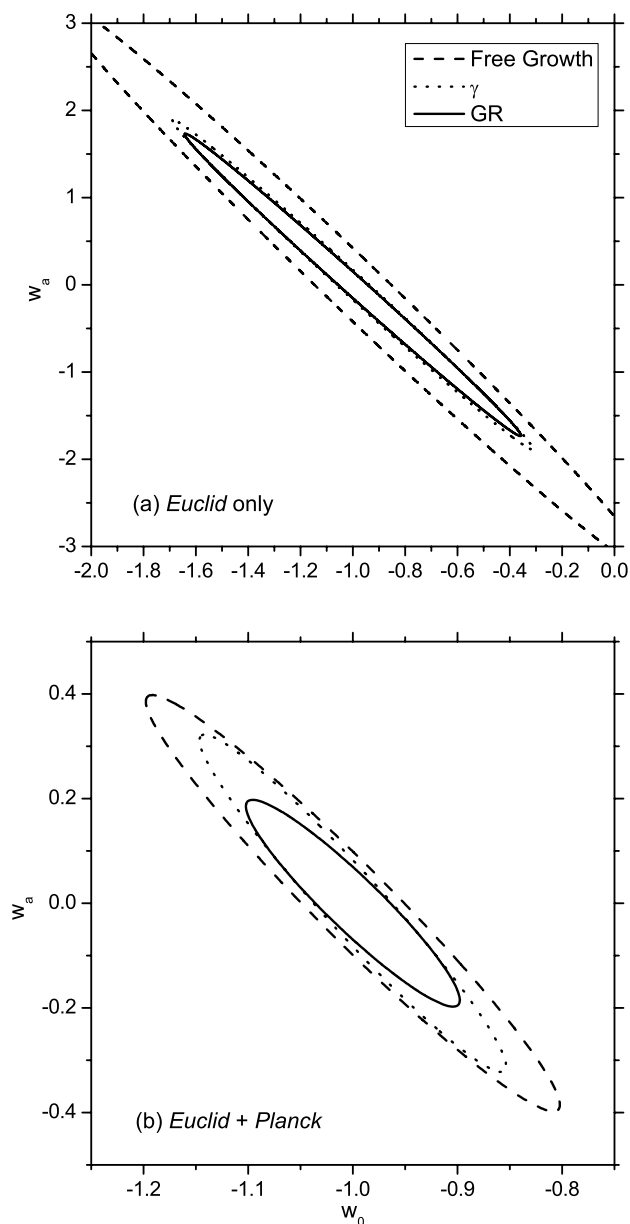 3
2
1
0
-1
-2
-3
w_a
Free Growth
γ
GR
(a) Euclid only
-2.0 -1.8 -1.6 -1.4 -1.2 -1.0 -0.8 -0.6 -0.4 -0.2 0.0
0.4
0.2
0.0
-0.2
-0.4
w_a
(b) Euclid + Planck
-1.2 -1.1 -1.0 -0.9 -0.8
w_0